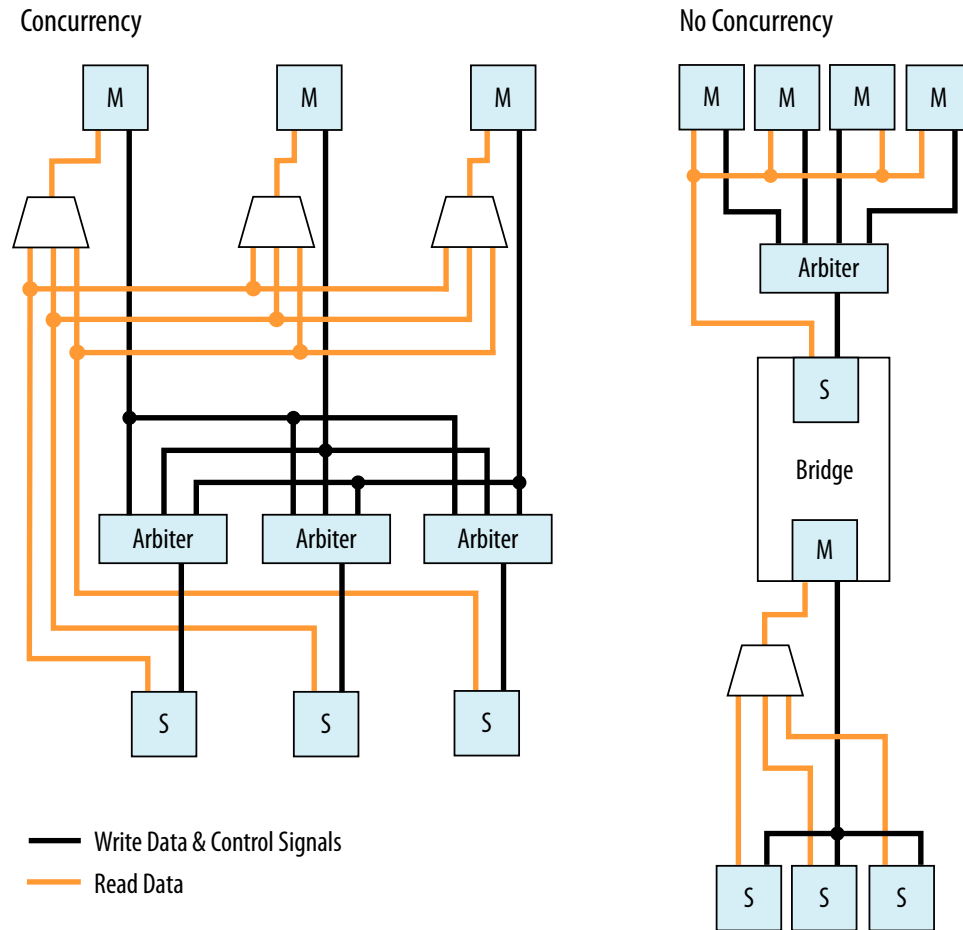 Concurrency
No Concurrency
M M M
M M M M
Arbiter
S
Bridge
Arbiter Arbiter Arbiter
M
S S S
Write Data & Control Signals
Read Data
S S S